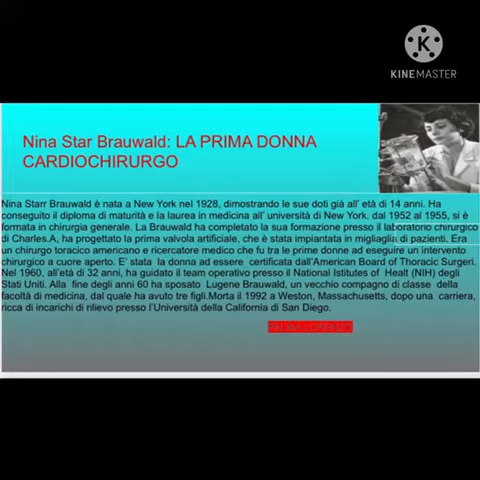 K
KINEMASTER
Nina Star Brauwald: LA PRIMA DONNA
CARDIOCHIRURGO
Nina Starr Brauwald è nata a New York nel 1928, dimostrando le sue doti già all' età di 14 anni. Ha
conseguito il diploma di maturità e la laurea in medicina all' università di New York. dal 1952 al 1955, si è
formata in chirurgia generale. La Brauwald ha completato la sua formazione presso il laboratorio chirurgico
di Charles.A, ha progettato la prima valvola artificiale, che è stata impiantata in migliaglia di pazienti. Era
un chirurgo toracico americano e ricercatore medico che fu tra le prime donne ad eseguire un intervento
chirurgico a cuore aperto. E' stata la donna ad essere certificata dall'American Board of Thoracic Surgeri.
Nel 1960, all'età di 32 anni, ha guidato il team operativo presso il National Istitutes of Healt (NIH) degli
Stati Uniti. Alla fine degli anni 60 ha sposato Lugene Brauwald, un vecchio compagno di classe della
facoltà di medicina, dal quale ha avuto tre figli.Morta il 1992 a Weston, Massachusetts, dopo una carriera,
ricca di incarichi di rilievo presso l'Università della California di San Diego.